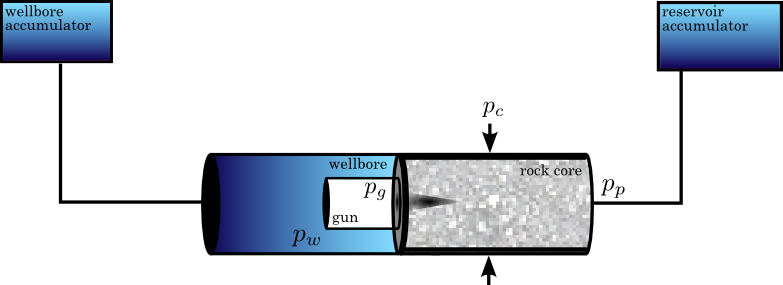 wellbore
accumulator
reservoir
accumulator
p_c
wellbore
rock core
p_g
p_p
gun
p_w